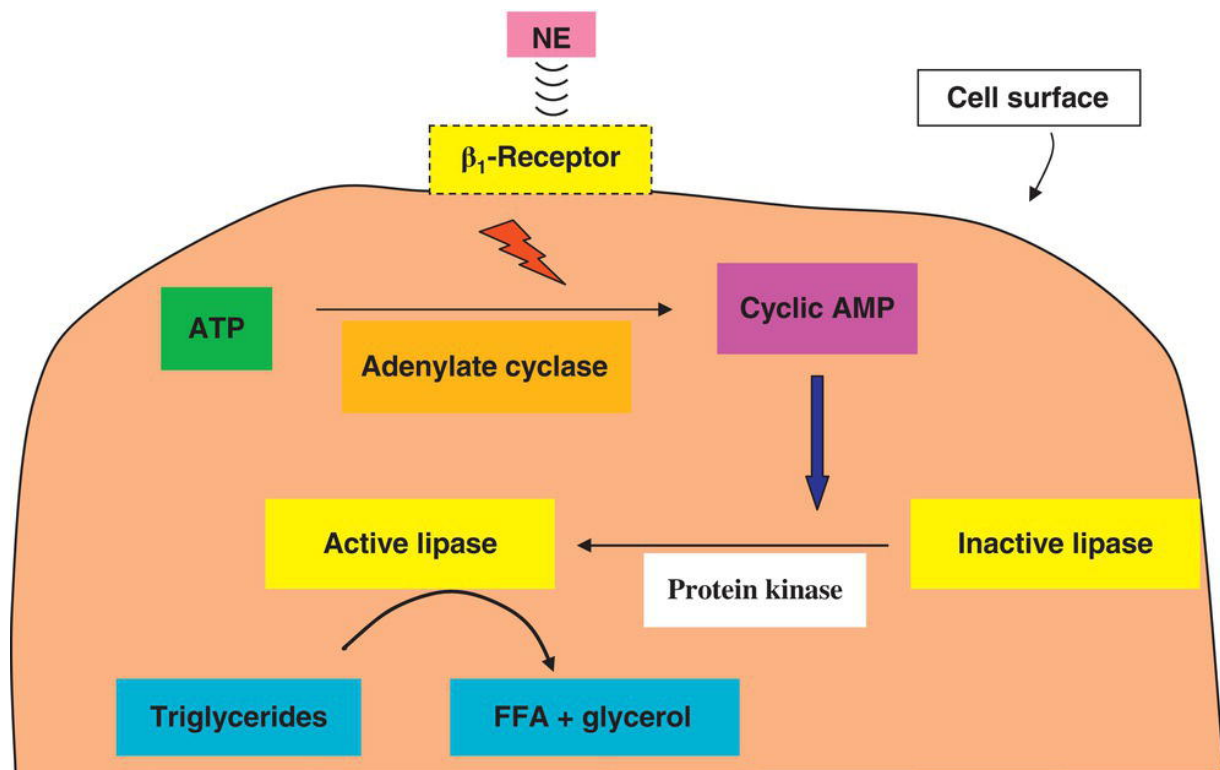 NE
Cell surface
β₁-Receptor
ATP
Adenylate cyclase
Cyclic AMP
Active lipase
Protein kinase
Inactive lipase
Triglycerides
FFA + glycerol